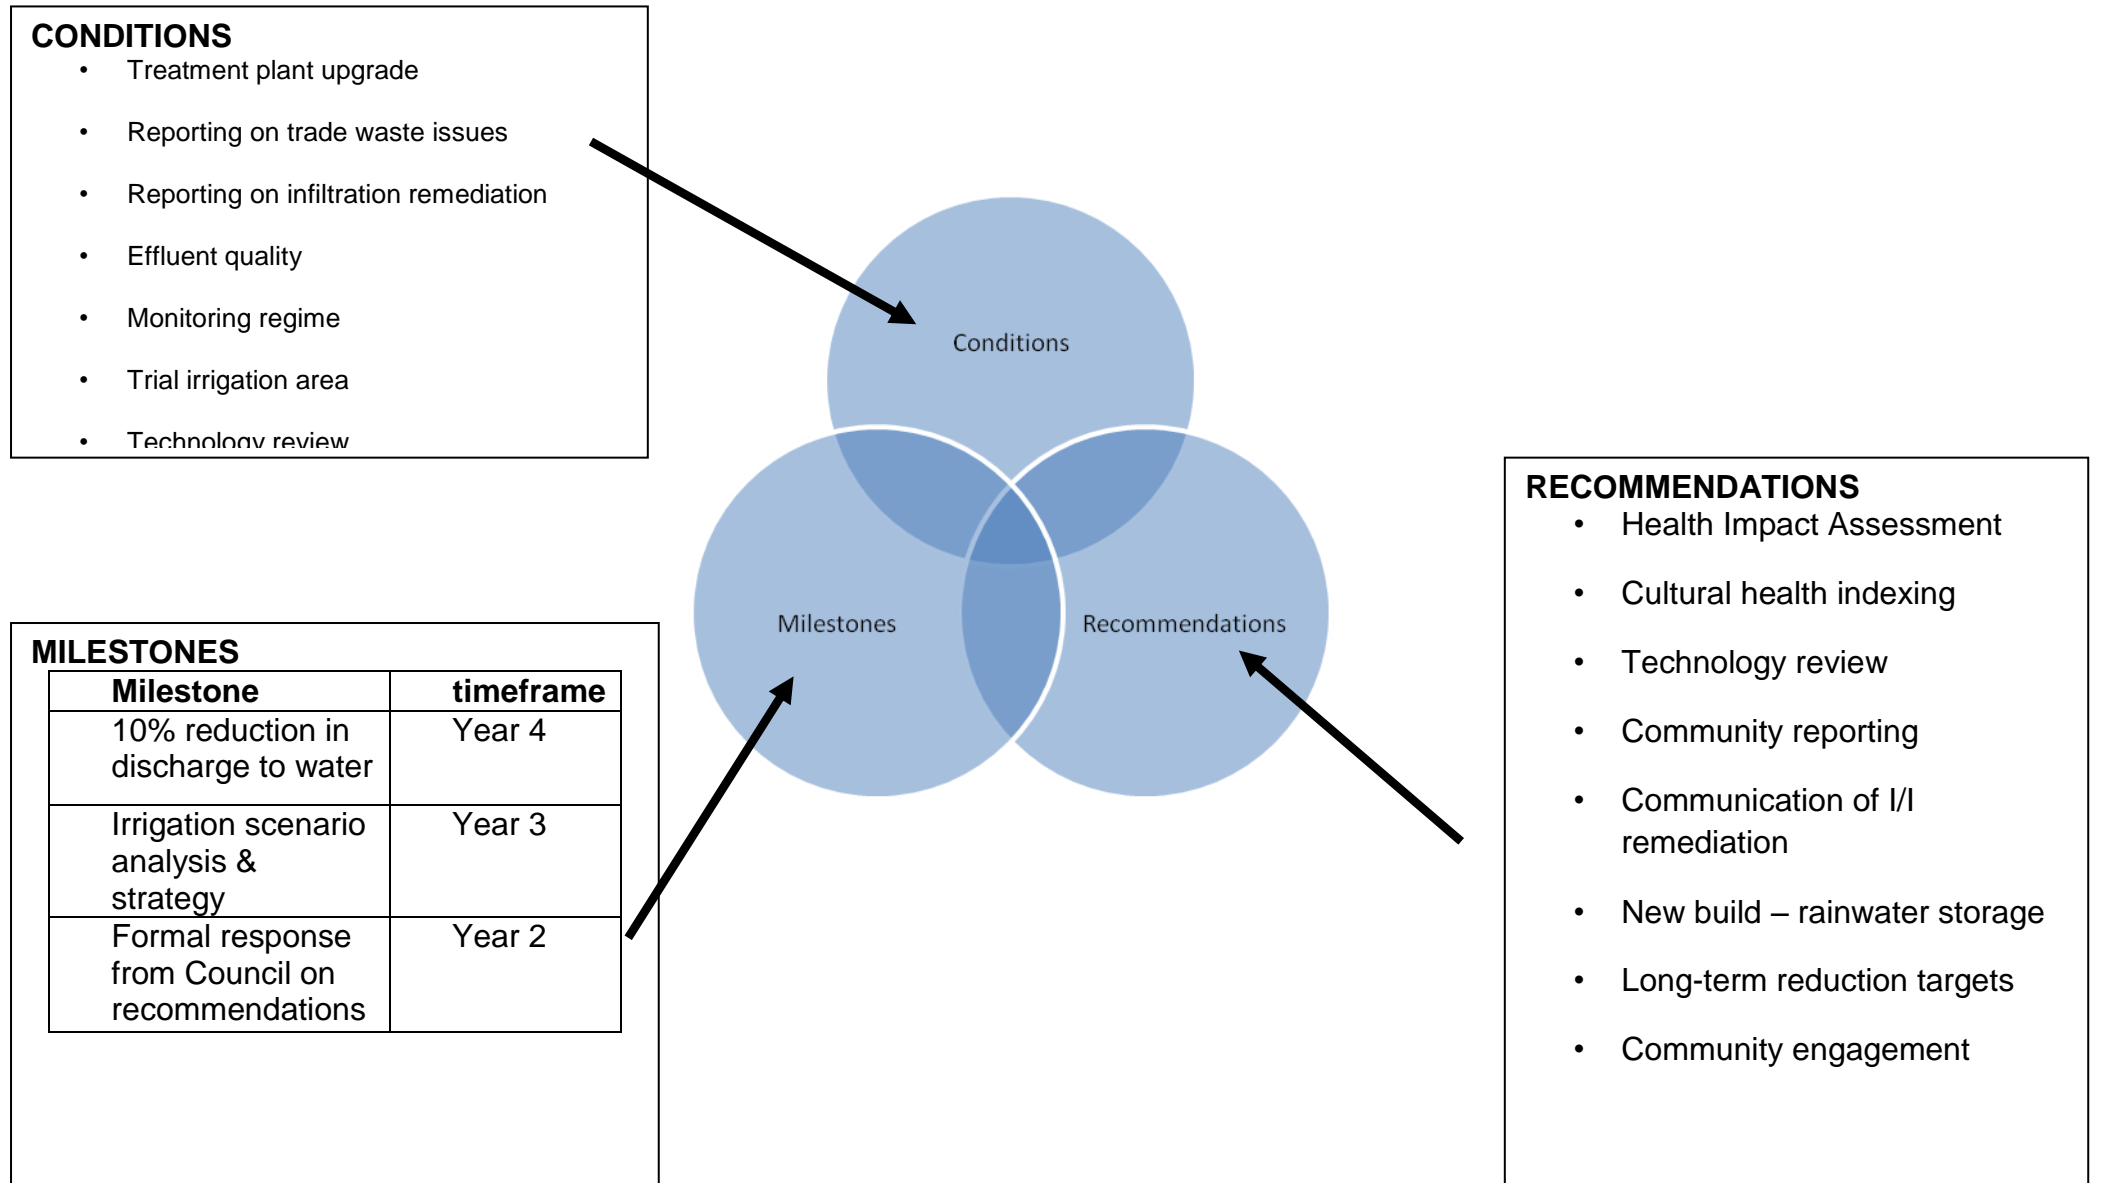 CONDITIONS
• Treatment plant upgrade
• Reporting on trade waste issues
• Reporting on infiltration remediation
• Effluent quality
• Monitoring regime
• Trial irrigation area
• Technology review
Conditions
Milestones
Recommendations
MILESTONES
Milestone timeframe
10% reduction in Year 4
discharge to water
Irrigation scenario Year 3
analysis &
strategy
Formal response Year 2
from Council on
recommendations
RECOMMENDATIONS
• Health Impact Assessment
• Cultural health indexing
• Technology review
• Community reporting
• Communication of I/I
remediation
• New build – rainwater storage
• Long-term reduction targets
• Community engagement